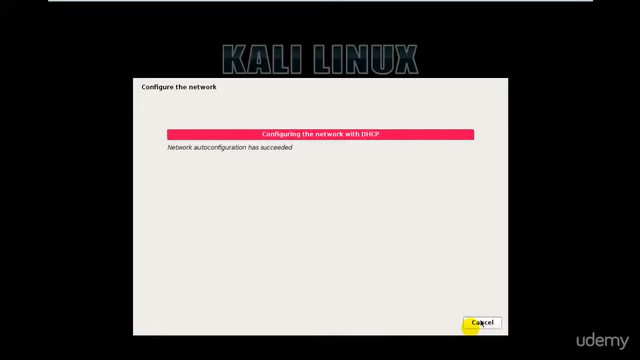 KALI LINUX
Configure the network
Configuring the network with DHCP
Network autoconfiguration has succeeded
Cancel
udemy